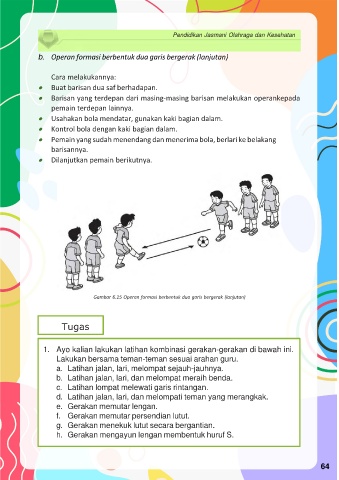 Pendidikan Jasmani Olahraga dan Kesehatan
b. Operan formasi berbentuk dua garis bergerak (lanjutan)
Cara melakukannya:
• Buat barisan dua saf berhadapan.
• Barisan yang terdepan dari masing-masing barisan melakukan operankepada
pemain terdepan lainnya.
• Usahakan bola mendatar, gunakan kaki bagian dalam.
• Kontrol bola dengan kaki bagian dalam.
• Pemain yang sudah menendang dan menerima bola, berlari ke belakang
barisannya.
• Dilanjutkan pemain berikutnya.
Gambar 6.15 Operan formasi berbentuk dua garis bergerak (lanjutan)
Tugas
1. Ayo kalian lakukan latihan kombinasi gerakan-gerakan di bawah ini.
Lakukan bersama teman-teman sesuai arahan guru.
a. Latihan jalan, lari, melompat sejauh-jauhnya.
b. Latihan jalan, lari, dan melompat meraih benda.
c. Latihan lompat melewati garis rintangan.
d. Latihan jalan, lari, dan melompati teman yang merangkak.
e. Gerakan memutar lengan.
f. Gerakan memutar persendian lutut.
g. Gerakan menekuk lutut secara bergantian.
h. Gerakan mengayun lengan membentuk huruf S.
64